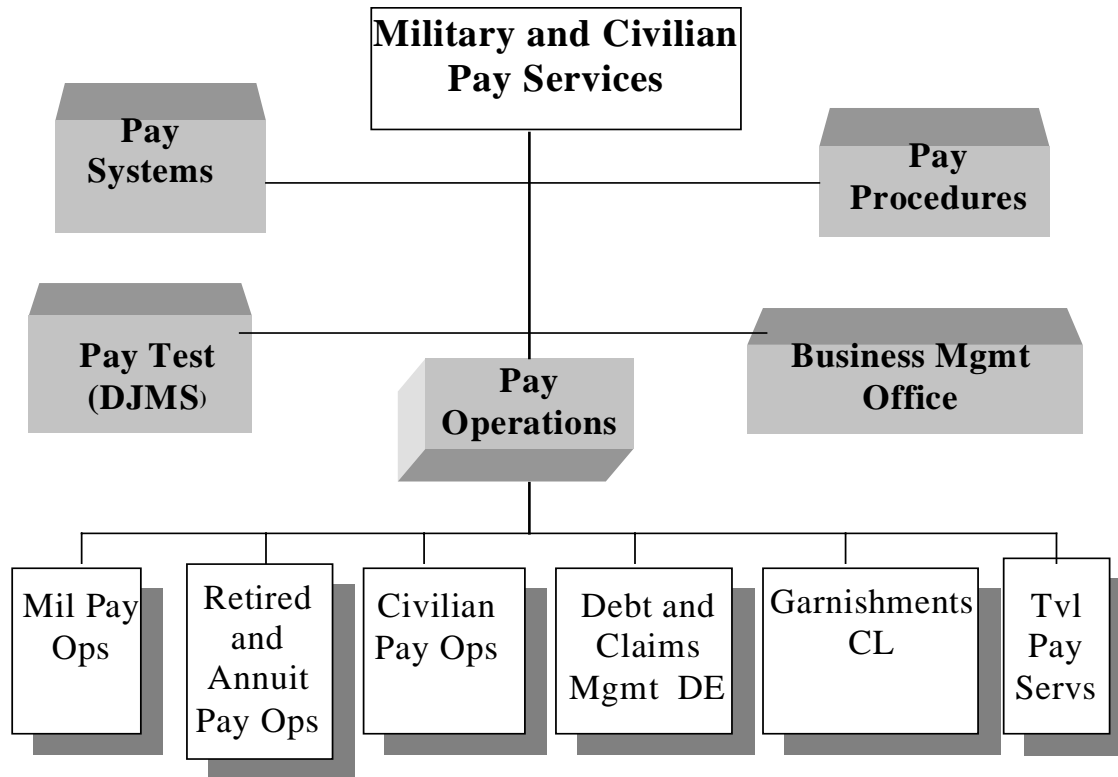 Military and Civilian
Pay Services
Pay
Systems
Pay
Procedures
Pay Test
(DJMS)
Business Mgmt
Office
Pay
Operations
Mil Pay
Ops
Retired
and
Annuit
Pay Ops
Civilian
Pay Ops
Debt and
Claims
Mgmt DE
Garnishments
CL
Tvl
Pay
Servs